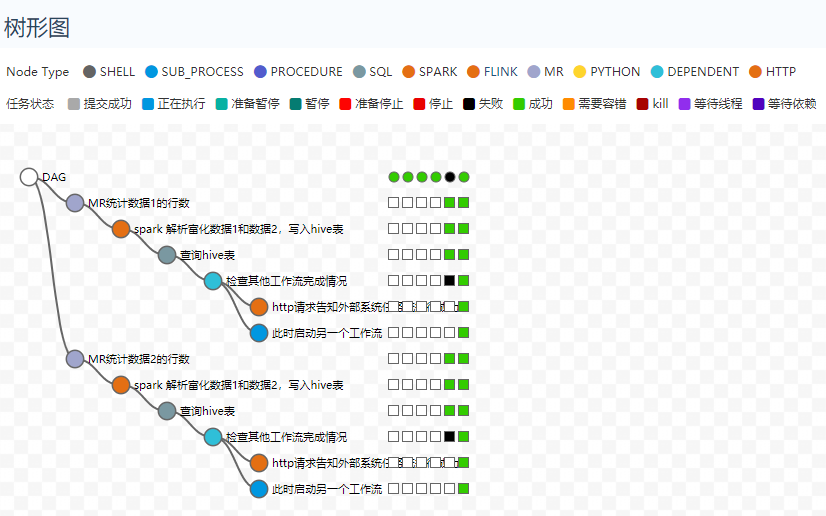 树形图
Node Type SHELL SUB_PROCESS PROCEDURE SQL SPARK FLINK MR PYTHON DEPENDENT HTTP
任务状态 提交成功 正在执行 准备暂停 暂停 准备停止 停止 失败 成功 需要容错 kill 等待线程 等待依赖
DAG
MR统计数据1的行数
spark 解析富化数据1和数据2，写入hive表
查询hive表
检查其他工作流完成情况
http请求告知外部系统任
此时启动另一个工作流
MR统计数据2的行数
spark 解析富化数据1和数据2，写入hive表
查询hive表
检查其他工作流完成情况
http请求告知外部系统任
此时启动另一个工作流